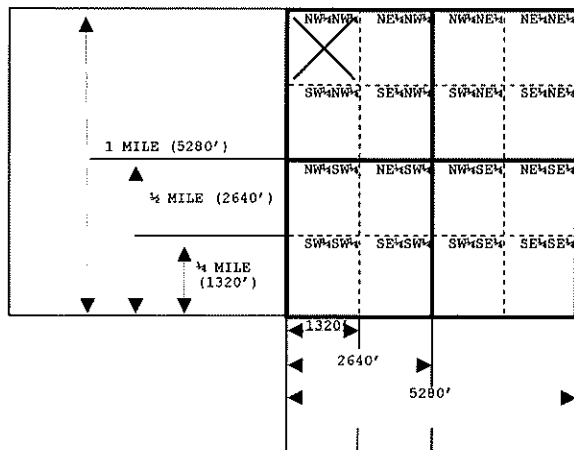 NW¼NW¼ NE¼NW¼ NW¼NE¼ NE¼NE¼
SW¼NW¼ SE¼NW¼ SW¼NE¼ SE¼NE¼
1 MILE (5280')
NW¼SW¼ NE¼SW¼ NW¼SE¼ NE¼SE¼
½ MILE (2640')
SW¼SW¼ SE¼SW¼ SW¼SE¼ SE¼SE¼
¼ MILE
(1320')
1320'
2640'
5280'